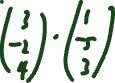 (3) · (1)
(-2) (-5)
(4) (3)